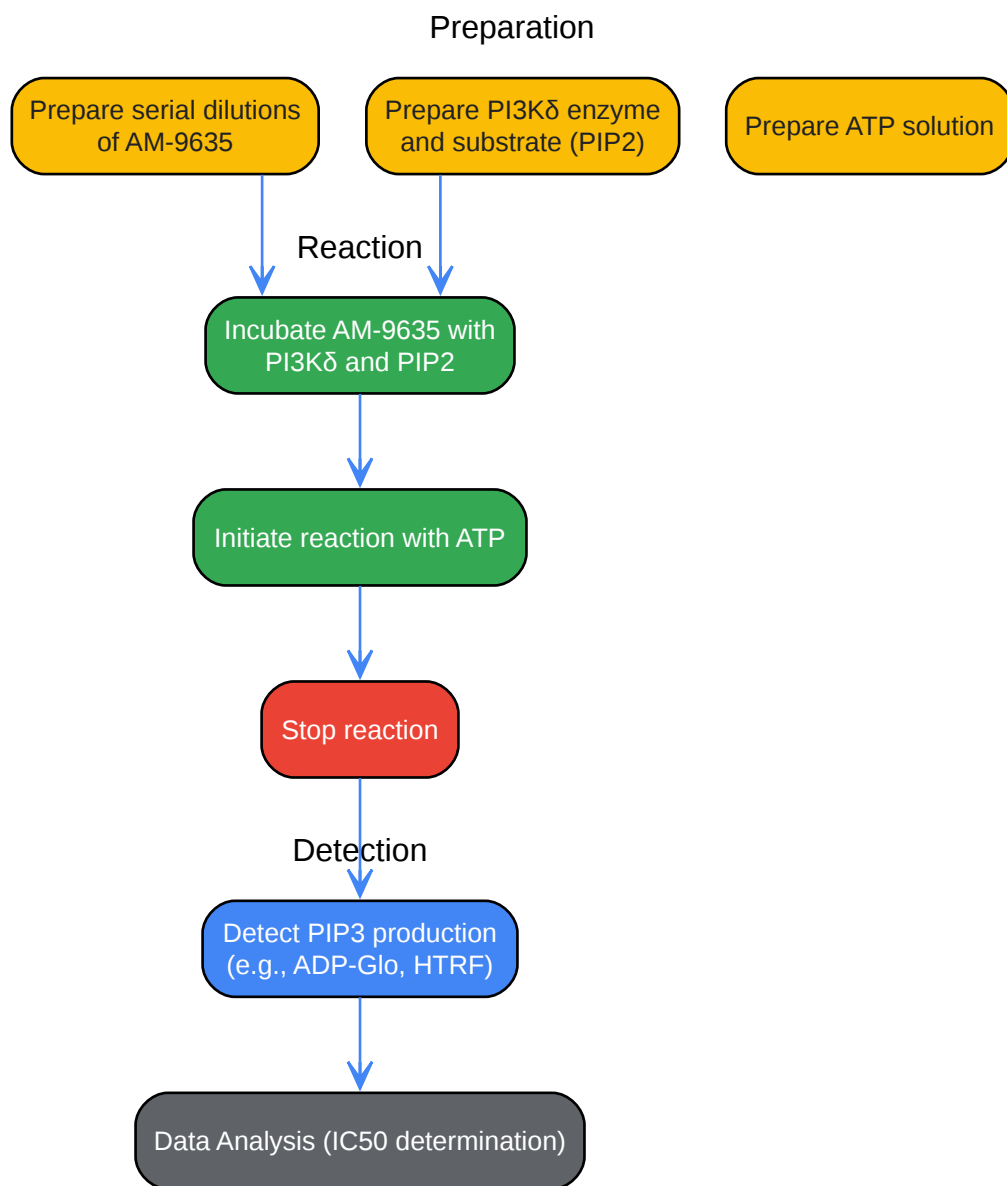 Preparation
Prepare serial dilutions
of AM-9635
Prepare PI3Kδ enzyme
and substrate (PIP2)
Prepare ATP solution
Reaction
Incubate AM-9635 with
PI3Kδ and PIP2
Initiate reaction with ATP
Stop reaction
Detection
Detect PIP3 production
(e.g., ADP-Glo, HTRF)
Data Analysis (IC50 determination)